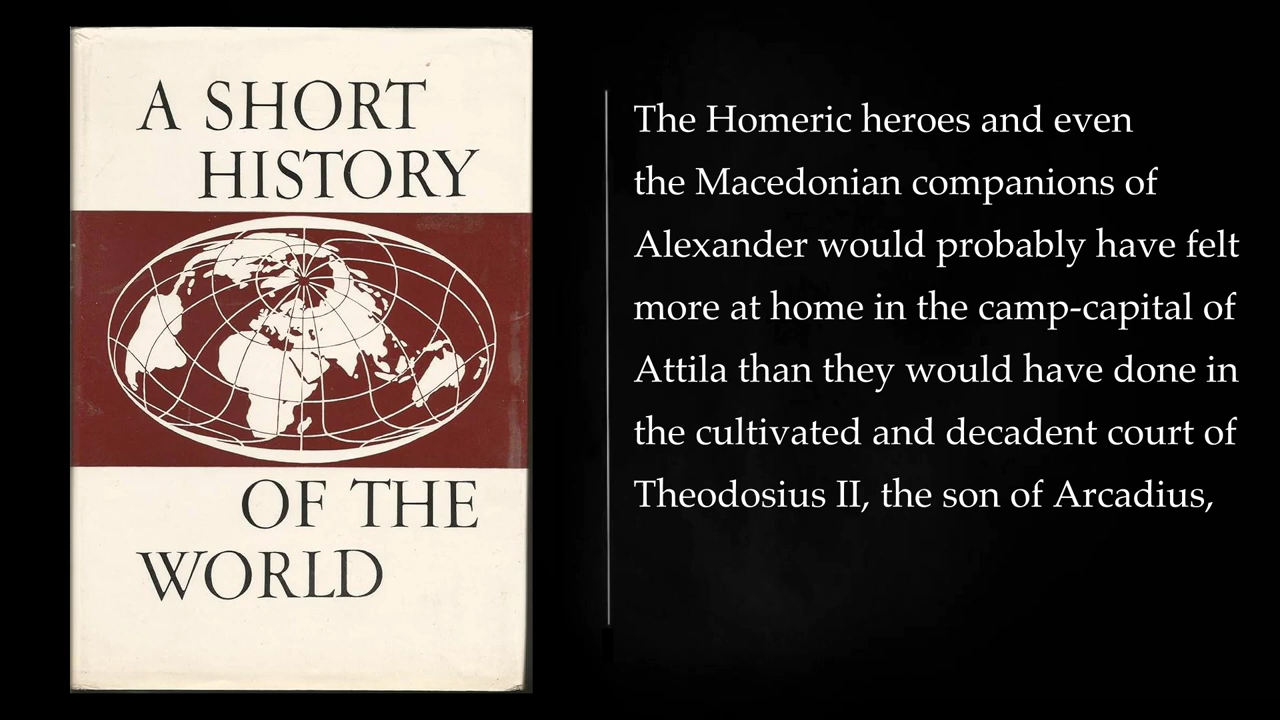 A SHORT
HISTORY
OF THE
WORLD
The Homeric heroes and even
the Macedonian companions of
Alexander would probably have felt
more at home in the camp-capital of
Attila than they would have done in
the cultivated and decadent court of
Theodosius II, the son of Arcadius,